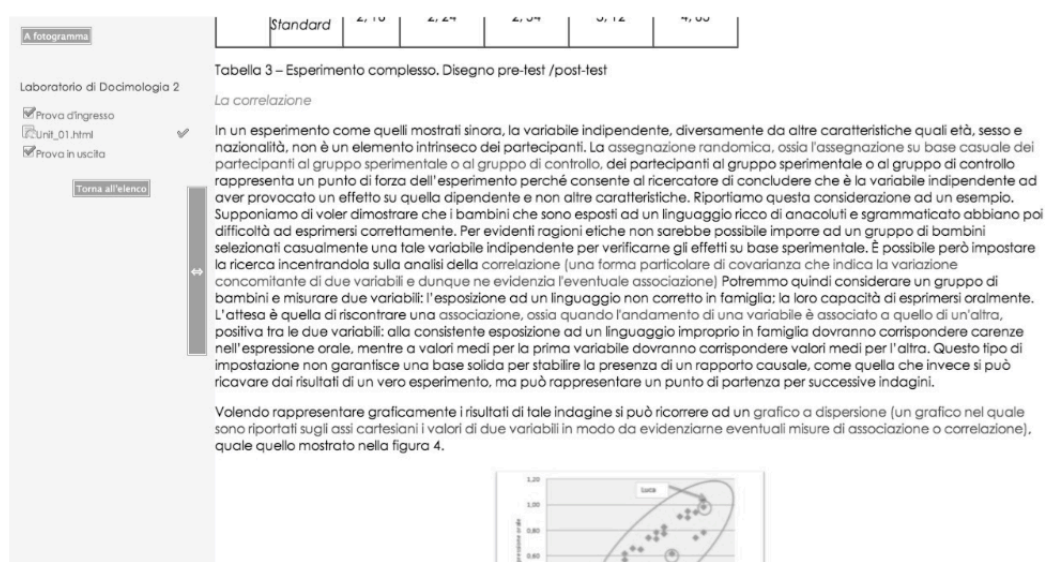 A fotogramma
Laboratorio di Docimologia 2
Prova d'ingresso
Unit_01.html
Prova in uscita
Torna all'elenco
Standard
Tabella 3 – Esperimento complesso. Disegno pre-test /post-test
La correlazione
In un esperimento come quelli mostrati sinora, la variabile indipendente, diversamente da altre caratteristiche quali età, sesso e
nazionalità, non è un elemento intrinseco dei partecipanti. La assegnazione randomica, ossia l'assegnazione su base casuale dei
partecipanti al gruppo sperimentale o al gruppo di controllo, dei partecipanti al gruppo sperimentale o al gruppo di controllo
rappresenta un punto di forza dell'esperimento perché consente al ricercatore di concludere che è la variabile indipendente ad
aver provocato un effetto su quella dipendente e non altre caratteristiche. Riportiamo questa considerazione ad un esempio.
Supponiamo di voler dimostrare che i bambini che sono esposti ad un linguaggio ricco di anacoluti e sgrammaticato abbiano poi
difficoltà ad esprimersi correttamente. Per evidenti ragioni etiche non sarebbe possibile imporre ad un gruppo di bambini
selezionati casualmente una tale variabile indipendente per verificarne gli effetti su base sperimentale. È possibile però impostare
la ricerca incentrandola sulla analisi della correlazione (una forma particolare di covarianza che indica la variazione
concomitante di due variabili e dunque ne evidenzia l'eventuale associazione) Potremmo quindi considerare un gruppo di
bambini e misurare due variabili: l'esposizione ad un linguaggio non corretto in famiglia; la loro capacità di esprimersi oralmente.
L'attesa è quella di riscontrare una associazione, ossia quando l'andamento di una variabile è associato a quello di un'altra,
positiva tra le due variabili: alla consistente esposizione ad un linguaggio improprio in famiglia dovranno corrispondere carenze
nell'espressione orale, mentre a valori medi per la prima variabile dovranno corrispondere valori medi per l'altra. Questo tipo di
impostazione non garantisce una base solida per stabilire la presenza di un rapporto causale, come quella che invece si può
ricavare dai risultati di un vero esperimento, ma può rappresentare un punto di partenza per successive indagini.
Volendo rappresentare graficamente i risultati di tale indagine si può ricorrere ad un grafico a dispersione (un grafico nel quale
sono riportati sugli assi cartesiani i valori di due variabili in modo da evidenziarne eventuali misure di associazione o correlazione),
quale quello mostrato nella figura 4.
1,20
Luca
1,00
0,80
0,60
orale